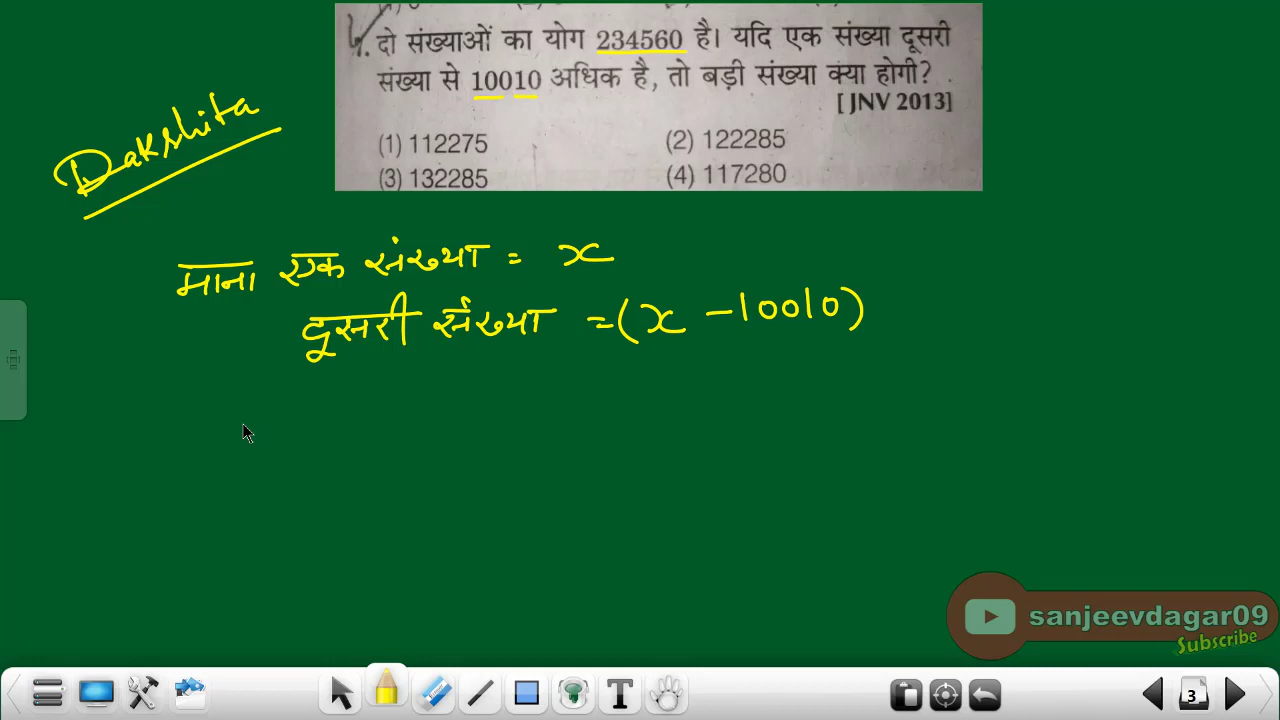 दो संख्याओं का योग 234560 है। यदि एक संख्या दूसरी
संख्या से 10010 अधिक है, तो बड़ी संख्या क्या होगी?
[ JNV 2013]
(1) 112275 (2) 122285
(3) 132285 (4) 117280
Dakshita
माना एक संख्या = x
दूसरी संख्या = (x - 10010)
sanjeevdagar09
Subscribe
T
3